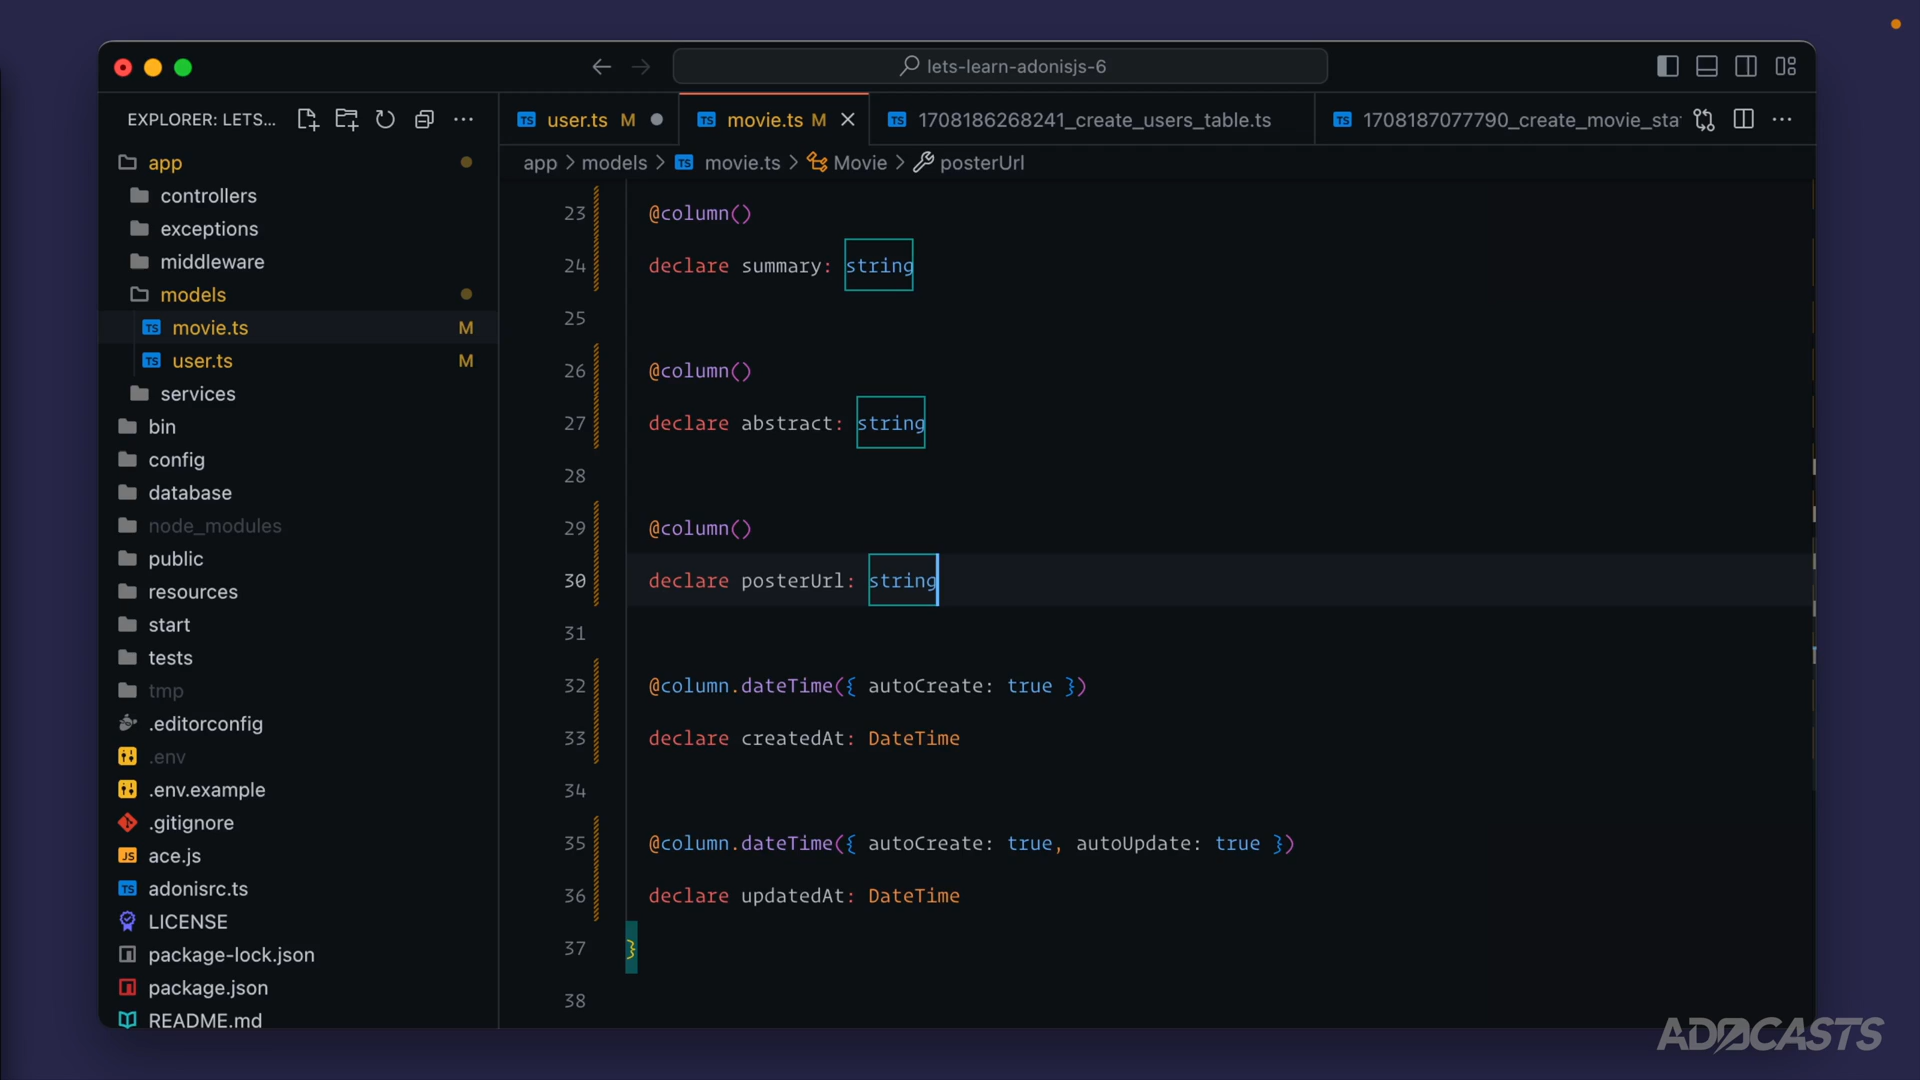 lets-learn-adonisjs-6
EXPLORER: LETS...
user.ts M
movie.ts M
1708186268241_create_users_table.ts
1708187077790_create_movie_sta
app > models > TS movie.ts > Movie > posterUrl
app
controllers
exceptions
middleware
models
TS movie.ts M
TS user.ts M
services
bin
config
database
node_modules
public
resources
start
tests
tmp
.editorconfig
.env
.env.example
.gitignore
JS ace.js
TS adonisrc.ts
LICENSE
package-lock.json
package.json
README.md
23 @column()
24 declare summary: string
25
26 @column()
27 declare abstract: string
28
29 @column()
30 declare posterUrl: string
31
32 @column.dateTime({ autoCreate: true })
33 declare createdAt: DateTime
34
35 @column.dateTime({ autoCreate: true, autoUpdate: true })
36 declare updatedAt: DateTime
37 }
38
ADOCASTS